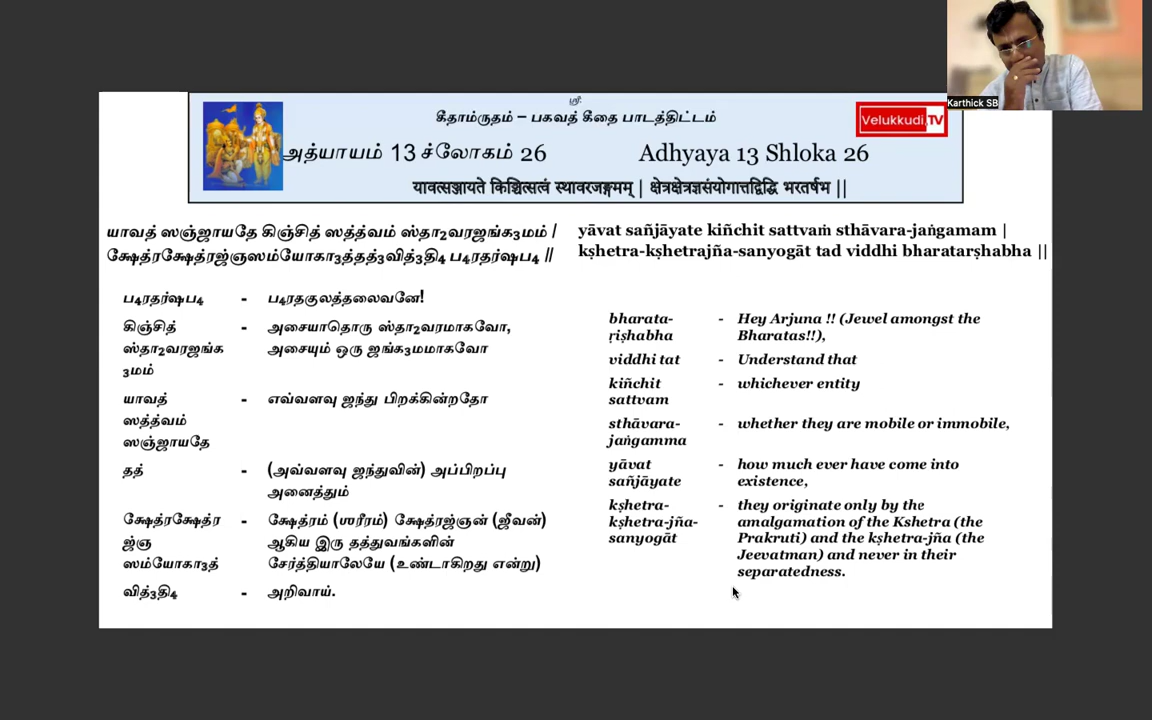 ஸ்ரீ:
கீதாம்ருதம் – பகவத் கீதை பாடத்திட்டம்
Velukkudi.TV
அத்யாயம் 13 ச்லோகம் 26
Adhyaya 13 Shloka 26
यावत्सञ्जायते किञ्चित्सत्वं स्थावरजङ्गमम् | क्षेत्रक्षेत्रज्ञसंयोगात्तद्विद्धि भरतर्षभ ||
Karthick SB
யாவத் ஸஞ்ஜாயதே கிஞ்சித் ஸத்த்வம் ஸ்தா2வரஜங்க3மம் /
க்ஷேத்ரக்ஷேத்ரஜ்ஞஸம்யோகா3த்தத்3வித்3தி4 ப4ரதர்ஷப4 //
yāvat sañjāyate kiñchit sattvaṁ sthāvara-jaṅgamam |
kṣhetra-kṣhetrajña-sanyogāt tad viddhi bharatarṣhabha ||
ப4ரதர்ஷப4 - ப4ரதகுலத்தலைவனே!
கிஞ்சித் - அசையாதொரு ஸ்தா2வரமாகவோ,
ஸ்தா2வரஜங்க அசையும் ஒரு ஜங்க3மமாகவோ
3மம்
யாவத் - எவ்வளவு ஜந்து பிறக்கின்றதோ
ஸத்த்வம்
ஸஞ்ஜாயதே
தத் - (அவ்வளவு ஜந்துவின்) அப்பிறப்பு
அனைத்தும்
க்ஷேத்ரக்ஷேத்ர - க்ஷேத்ரம் (ஶரீரம்) க்ஷேத்ரஜ்ஞன் (ஜீவன்)
ஜ்ஞ ஆகிய இரு தத்துவங்களின்
ஸம்யோகா3த் சேர்த்தியாலேயே (உண்டாகிறது என்று)
வித்3தி4 - அறிவாய்.
bharata- - Hey Arjuna !! (Jewel amongst the
ṛiṣhabha Bharatas!!),
viddhi tat - Understand that
kiñchit - whichever entity
sattvam
sthāvara- - whether they are mobile or immobile,
jaṅgamma
yāvat - how much ever have come into
sañjāyate existence,
kṣhetra- - they originate only by the
kṣhetra-jña- amalgamation of the Kshetra (the
sanyogāt Prakruti) and the kṣhetra-jña (the
Jeevatman) and never in their
separatedness.